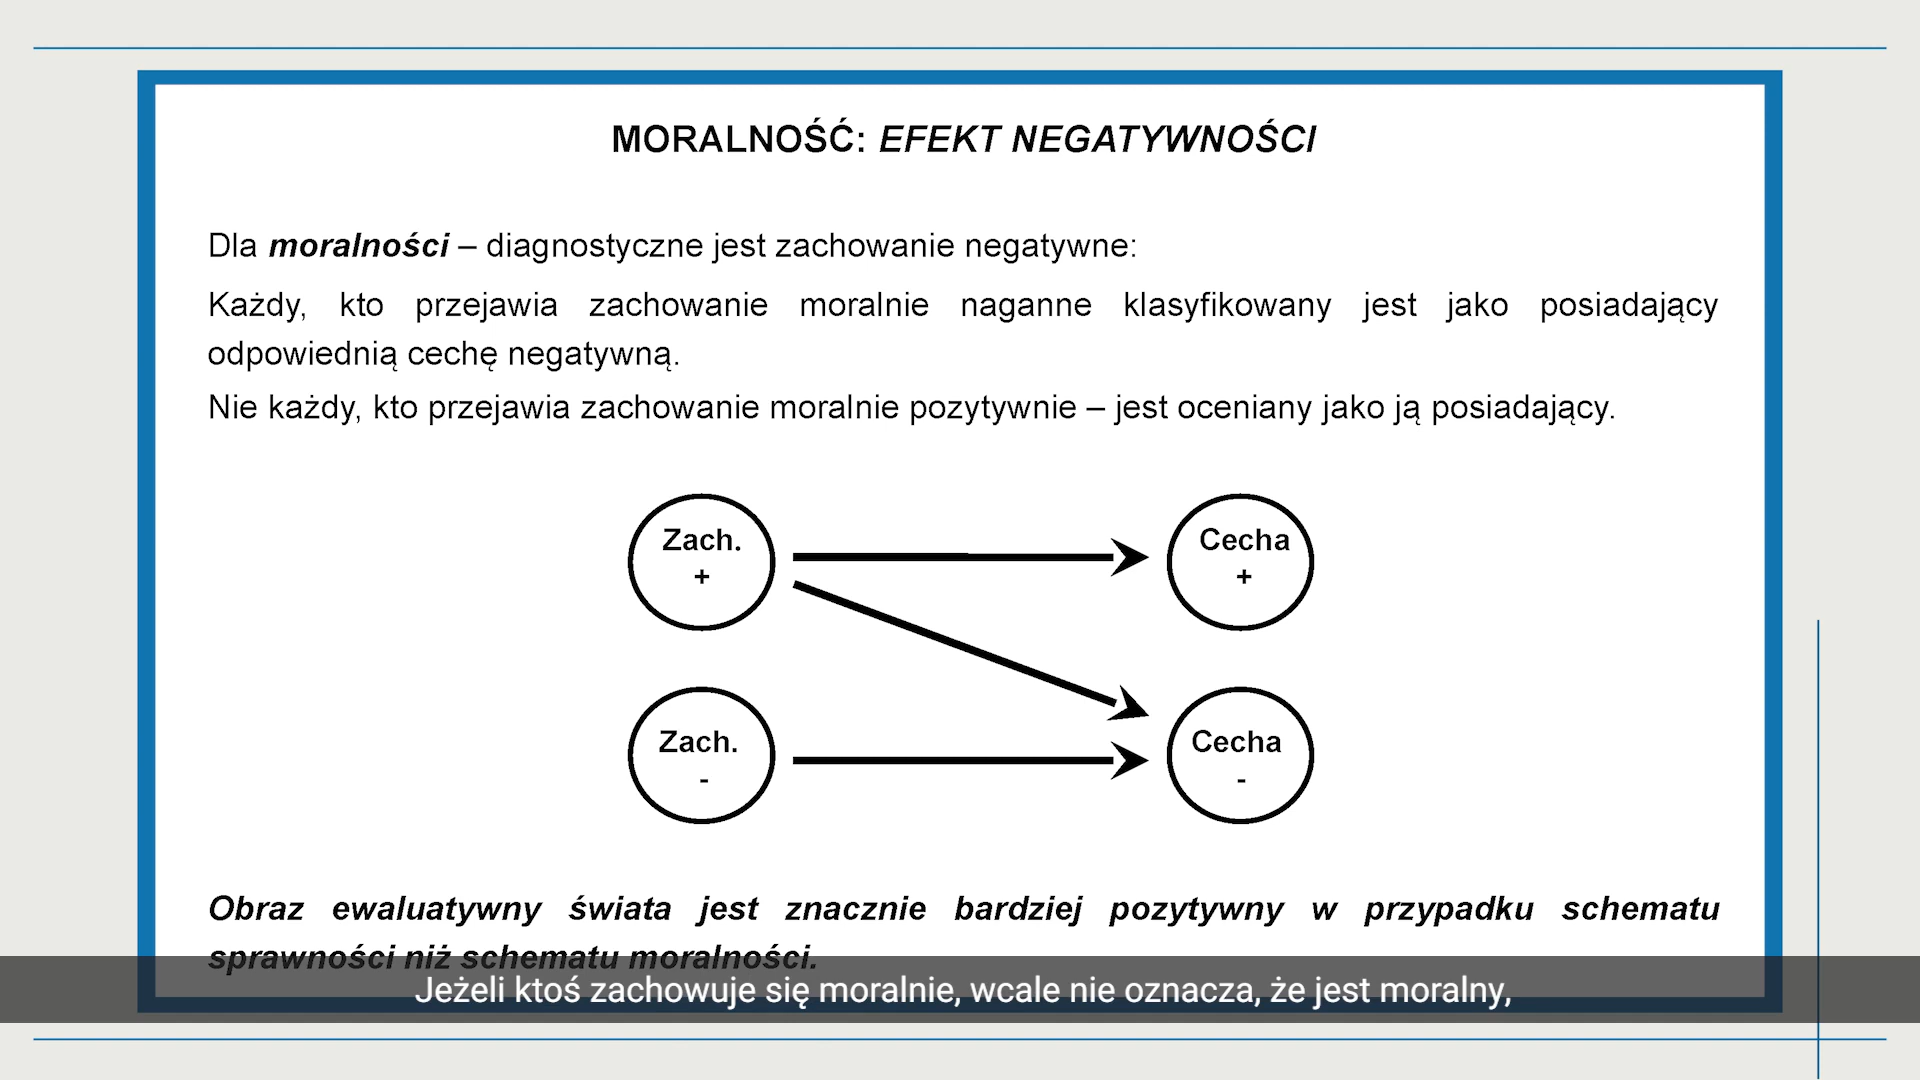 MORALNOŚĆ: EFEKT NEGATYWNOŚCI
Dla moralności – diagnostyczne jest zachowanie negatywne:
Każdy, kto przejawia zachowanie moralnie naganne klasyfikowany jest jako posiadający
odpowiednią cechę negatywną.
Nie każdy, kto przejawia zachowanie moralnie pozytywnie – jest oceniany jako ją posiadający.
Zach.
+
Cecha
+
Zach.
-
Cecha
-
Obraz ewaluatywny świata jest znacznie bardziej pozytywny w przypadku schematu
sprawności niż schematu moralności.
Jeżeli ktoś zachowuje się moralnie, wcale nie oznacza, że jest moralny,